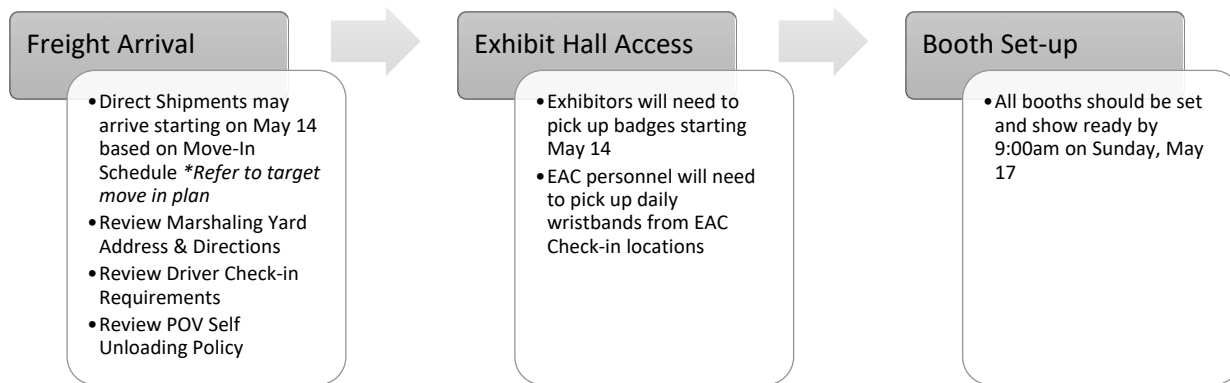 Freight Arrival
•Direct Shipments may
arrive starting on May 14
based on Move-In
Schedule *Refer to target
move in plan
•Review Marshaling Yard
Address & Directions
•Review Driver Check-in
Requirements
•Review POV Self
Unloading Policy
Exhibit Hall Access
•Exhibitors will need to
pick up badges starting
May 14
•EAC personnel will need
to pick up daily
wristbands from EAC
Check-in locations
Booth Set-up
•All booths should be set
and show ready by
9:00am on Sunday, May
17